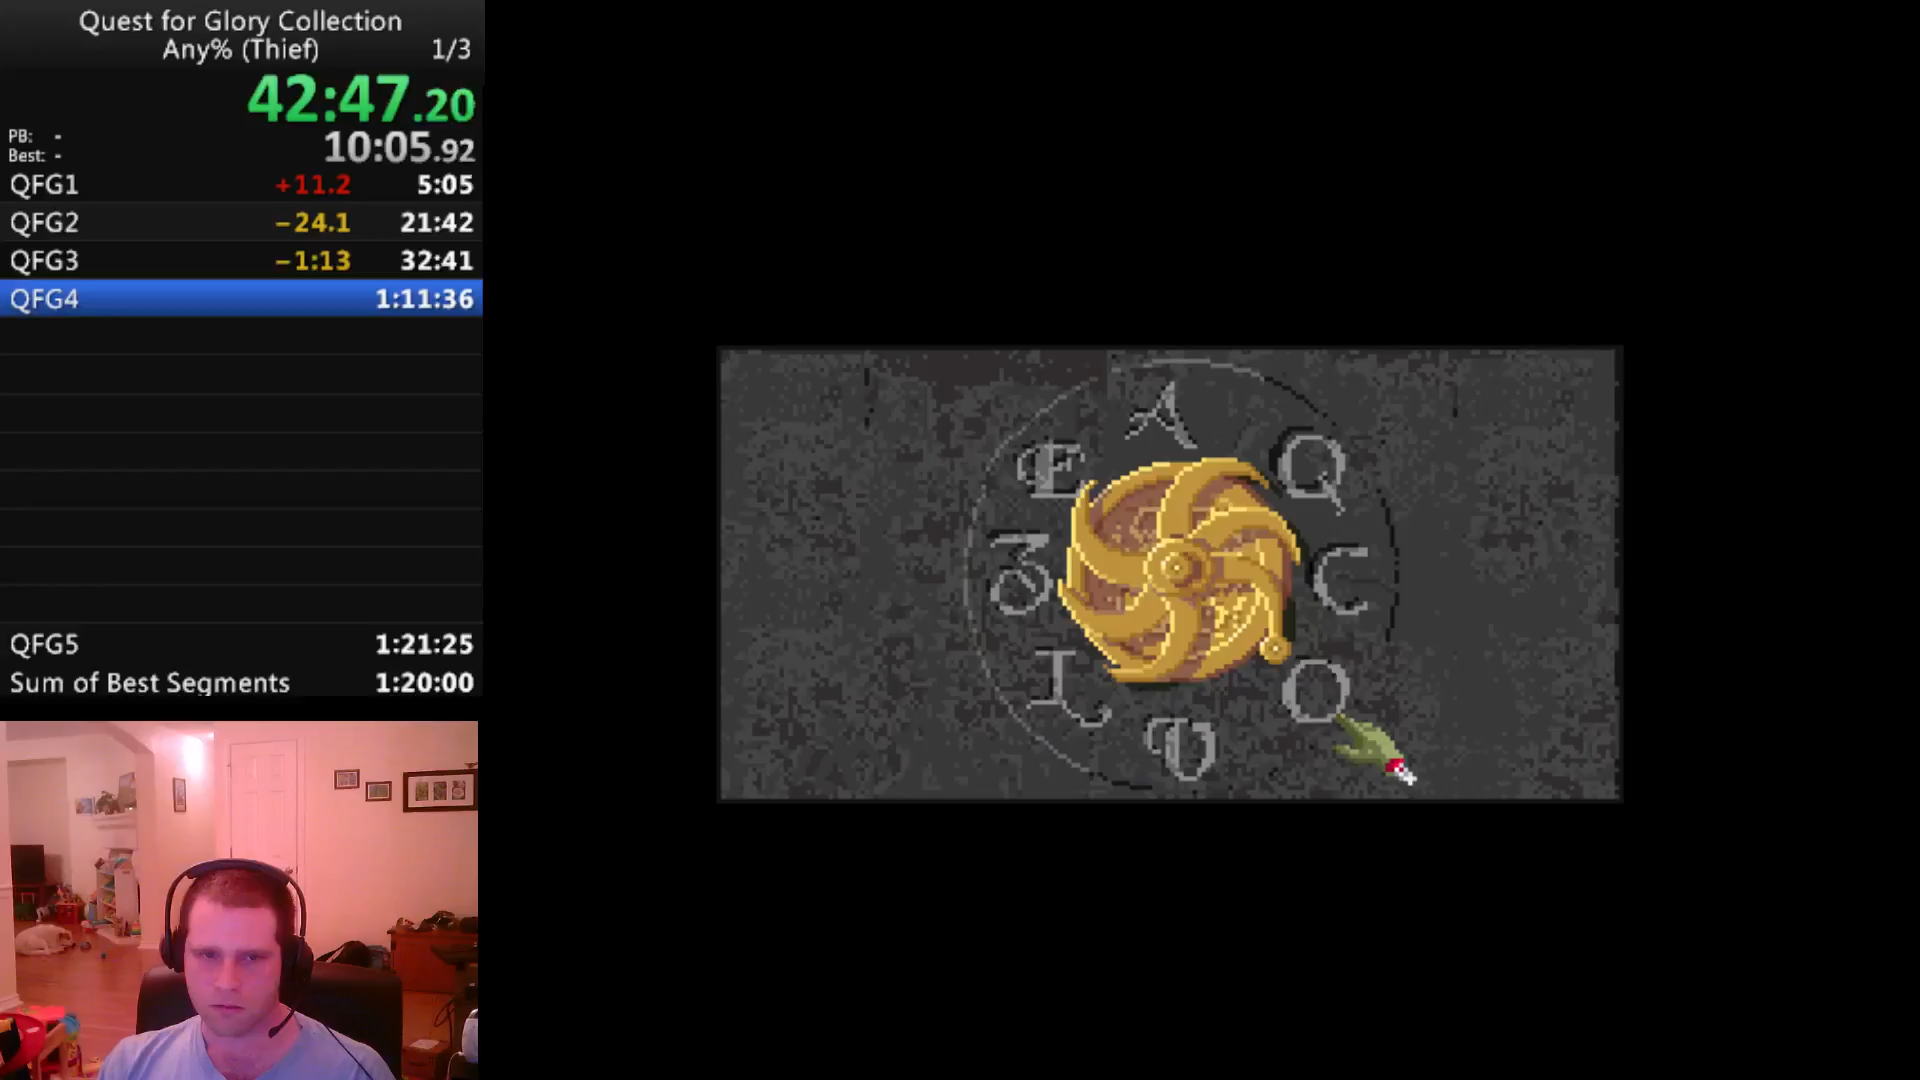 Quest for Glory Collection
Any% (Thief) 1/3
42:47.20
PB: -
Best: - 10:05.92
QFG1 +11.2 5:05
QFG2 −24.1 21:42
QFG3 −1:13 32:41
QFG4 1:11:36
QFG5 1:21:25
Sum of Best Segments 1:20:00
A
E Q
3 C
I O
D